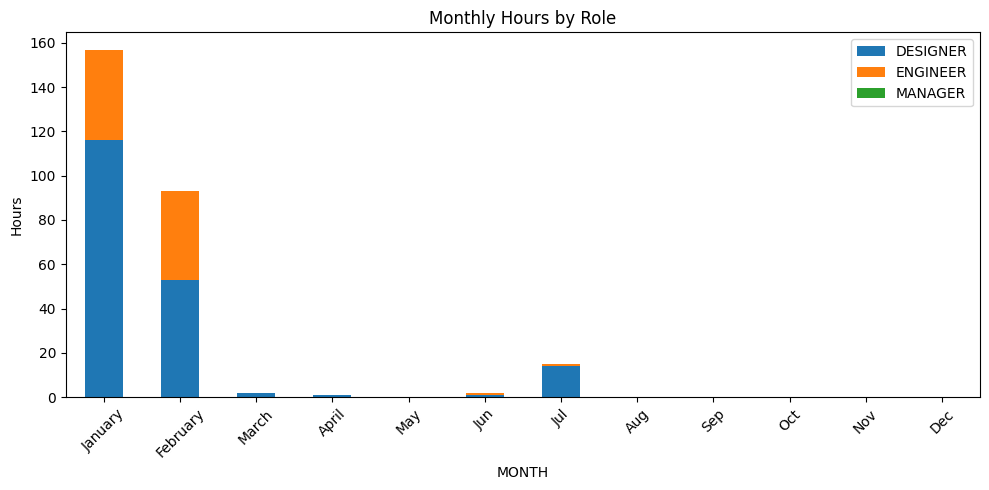 Monthly Hours by Role
DESIGNER
ENGINEER
MANAGER
Hours
160
140
120
100
80
60
40
20
0
January
February
March
April
May
Jun
Jul
Aug
Sep
Oct
Nov
Dec
MONTH